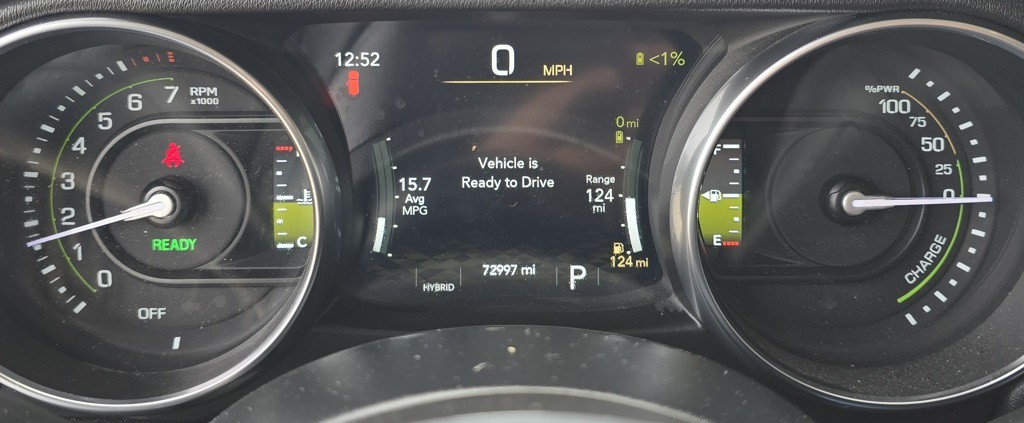 7
6
5
4
3
2
1
0
OFF
RPM
x1000
READY
H
C
12:52
0 MPH
<1%
0 mi
Vehicle is
Ready to Drive
15.7
Avg
MPG
Range
124
mi
124 mi
72997 mi
HYBRID
P
F
E
%PWR
100
75
50
25
0
CHARGE